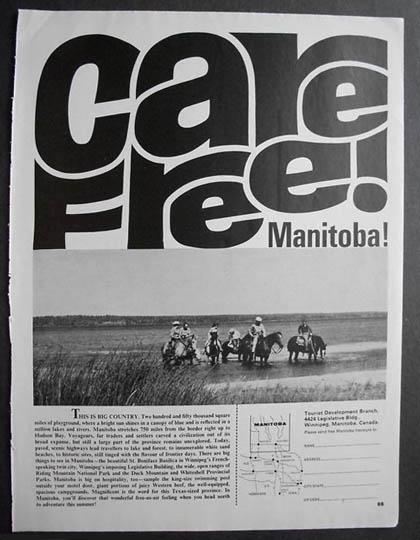 Care
Free!
Manitoba!
THIS IS BIG COUNTRY. Two hundred and fifty thousand square
miles of playground, where a bright sun shines in a canopy of blue and is reflected in a
million lakes and rivers. Manitoba stretches 750 miles from the border right up to
Hudson Bay. Voyageurs, fur traders and settlers carved a civilization out of its
broad expanse, but still a large part of the province remains unexplored. Today,
good, scenic highways lead travellers to lake and forest, to innumerable white sand
beaches, to historic sites, still tinged with the flavour of frontier days. There are big
things to see in Manitoba—the beautiful St. Boniface Basilica in Winnipeg's French-
speaking twin city, Winnipeg's imposing Legislative Building, the wide, open ranges of
Riding Mountain National Park and the Duck Mountain and Whiteshell Provincial
Parks. Manitoba is big on hospitality, too—sample the king-size swimming pool
outside your motel door, giant portions of juicy Western beef, the well-equipped,
spacious campgrounds. Magnificent is the word for this Texas-sized province. In
Manitoba, you'll discover that wonderful free-as-air feeling when you head north
to adventure this summer!
MANITOBA
Tourist Development Branch,
4424 Legislative Bldg.,
Winnipeg, Manitoba, Canada.
Please send free Manitoba literature to:
NAME
ADDRESS
CITY/STATE
ZIP CODE
68